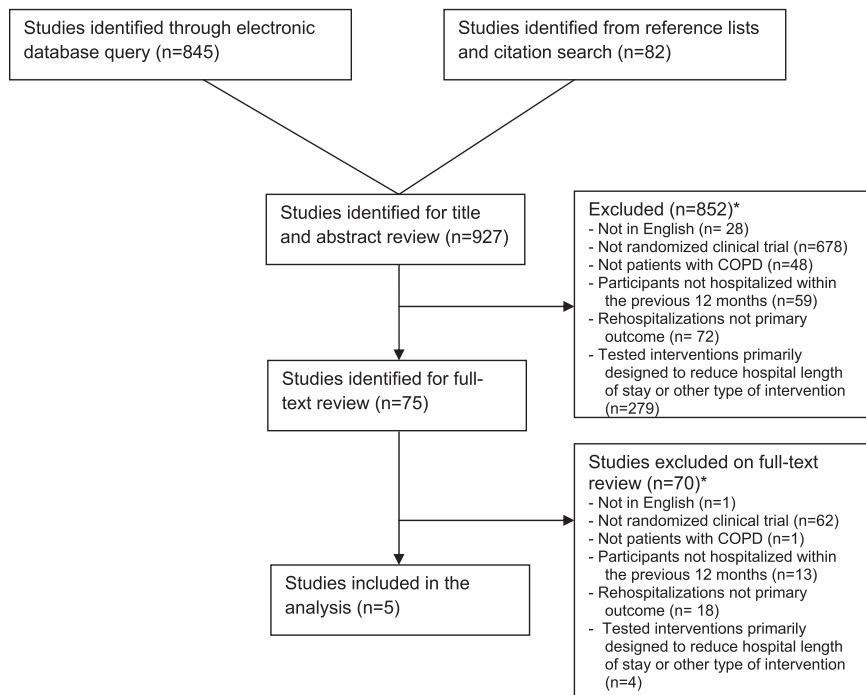 Studies identified through electronic
database query (n=845)
Studies identified from reference lists
and citation search (n=82)
Studies identified for title
and abstract review (n=927)
Excluded (n=852)*
- Not in English (n= 28)
- Not randomized clinical trial (n=678)
- Not patients with COPD (n=48)
- Participants not hospitalized within
the previous 12 months (n=59)
- Rehospitalizations not primary
outcome (n= 72)
- Tested interventions primarily
designed to reduce hospital length
of stay or other type of intervention
(n=279)
Studies identified for full-
text review (n=75)
Studies excluded on full-text
review (n=70)*
- Not in English (n=1)
- Not randomized clinical trial (n=62)
- Not patients with COPD (n=1)
- Participants not hospitalized within
the previous 12 months (n=13)
- Rehospitalizations not primary
outcome (n= 18)
- Tested interventions primarily
designed to reduce hospital length
of stay or other type of intervention
(n=4)
Studies included in the
analysis (n=5)